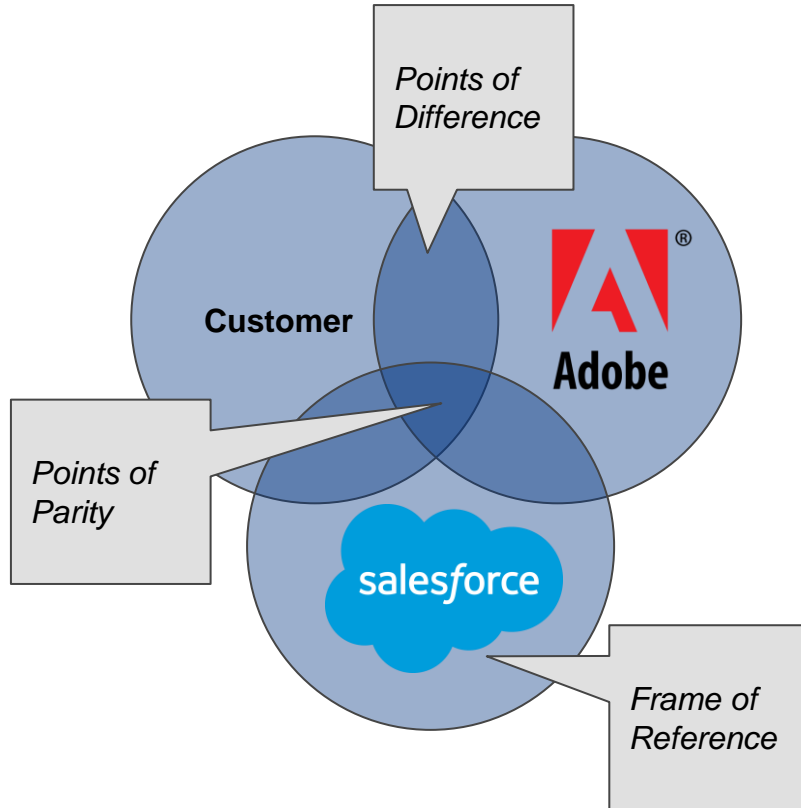 Points of
Difference
®
Customer
Adobe
Points of
Parity
salesforce
Frame of
Reference